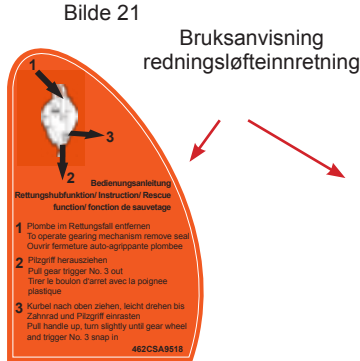 Bilde 21
Bruksanvisning
redningsløfteinnretning
1
3
2
Bedienungsanleitung
Rettungshubfunktion/ Instruction/ Rescue
function/ fonction de sauvetage
1 Plombe im Rettungsfall entfernen
To operate gearing mechanism remove seal
Ouvrir fermeture auto-agrippante plombee
2 Pilzgriff herausziehen
Pull gear trigger No. 3 out
Tirer le boulon d'arret avec la poignee
plastique
3 Kurbel nach oben ziehen, leicht drehen bis
Zahnrad und Pilzgriff einrasten
Pull handle up, turn slightly until gear wheel
and trigger No. 3 snap in
462CSA9518